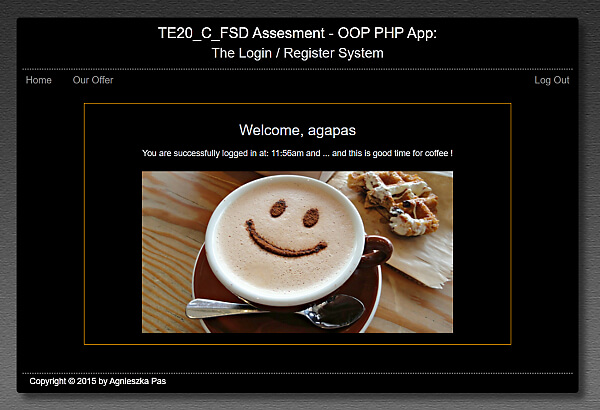 TE20_C_FSD Assesment - OOP PHP App:
The Login / Register System
Home Our Offer Log Out
Welcome, agapas
You are successfully logged in at: 11:56am and ... and this is good time for coffee !
Copyright © 2015 by Agnieszka Pas